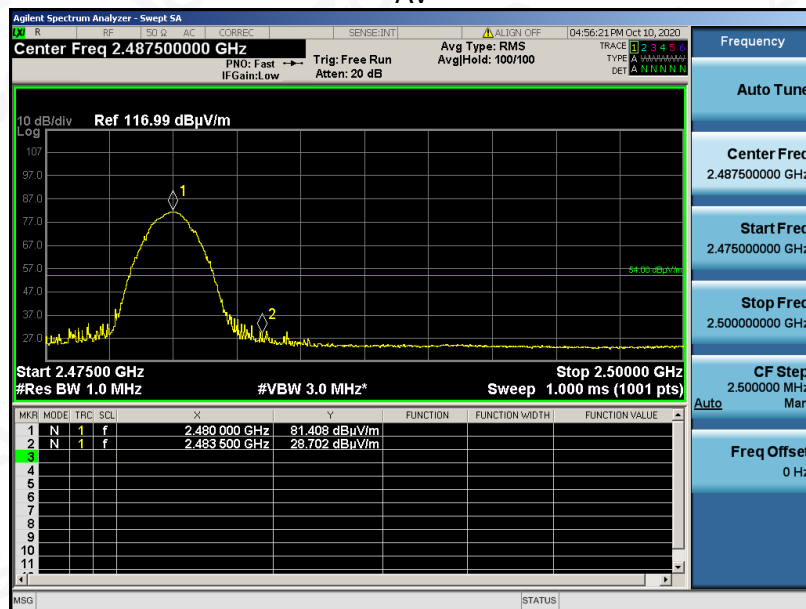 Agilent Spectrum Analyzer - Swept SA
LXI R RF 50 Ω AC CORREC SENSE:INT ALIGN OFF 04:56:21 PM Oct 10, 2020
Center Freq 2.487500000 GHz
Avg Type: RMS
TRACE 1 2 3 4 5 6
PNO: Fast Trig: Free Run Avg|Hold: 100/100
TYPE A
IFGain:Low Atten: 20 dB
DET A N N N N N
10 dB/div Ref 116.99 dBµV/m
Log
107
97.0
87.0
77.0
67.0
57.0
47.0
37.0
27.0
1
2
54.00 dBµV/m
Start 2.47500 GHz Stop 2.50000 GHz
#Res BW 1.0 MHz #VBW 3.0 MHz* Sweep 1.000 ms (1001 pts)
MKR MODE TRC SCL X Y FUNCTION FUNCTION WIDTH FUNCTION VALUE
1 N 1 f 2.480 000 GHz 81.408 dBµV/m
2 N 1 f 2.483 500 GHz 28.702 dBµV/m
3
4
5
6
7
8
9
10
11
MSG STATUS
Frequency
Auto Tune
Center Freq
2.487500000 GHz
Start Freq
2.475000000 GHz
Stop Freq
2.500000000 GHz
CF Step
2.500000 MHz
Auto Man
Freq Offset
0 Hz